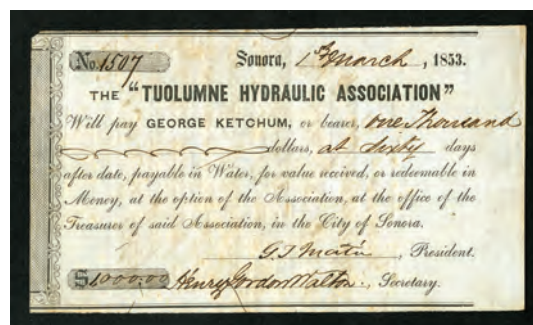 No. 1507 Sonora, 1st March, 1853.
THE "TUOLUMNE HYDRAULIC ASSOCIATION"
Will pay GEORGE KETCHUM, or bearer, One Thousand
dollars, at Sixty days
after date, payable in Water, for value received, or redeemable in
Money, at the option of the Association, at the office of the
Treasurer of said Association, in the City of Sonora.
President.
$1000.00 Henry Gordon Walton, Secretary.